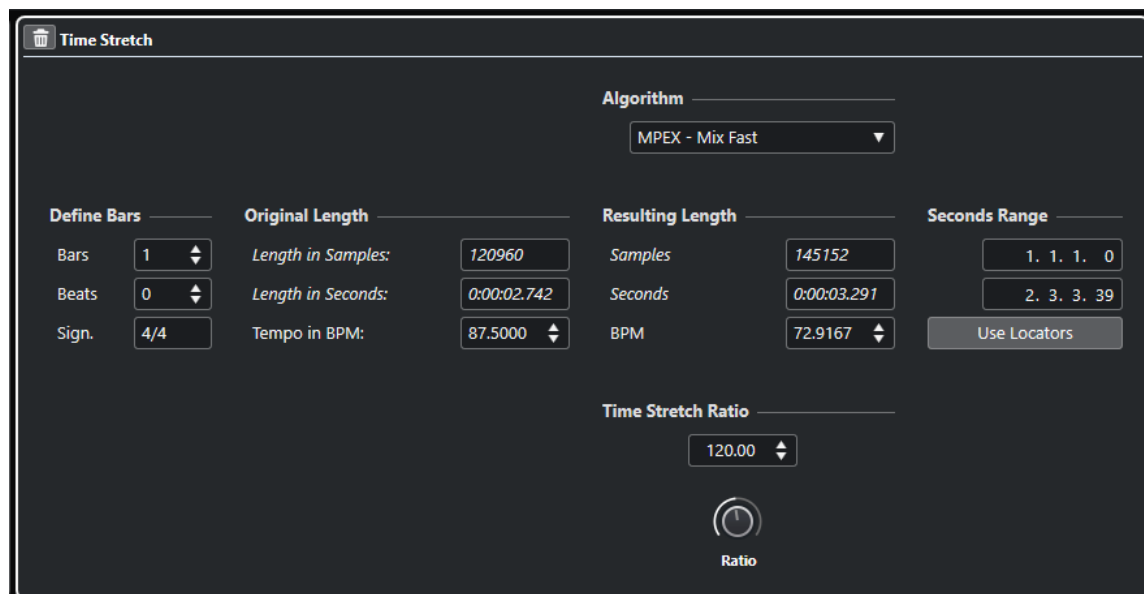 Time Stretch
Algorithm
MPEX - Mix Fast
Define Bars
Bars 1
Beats 0
Sign. 4/4
Original Length
Length in Samples: 120960
Length in Seconds: 0:00:02.742
Tempo in BPM: 87.5000
Resulting Length
Samples 145152
Seconds 0:00:03.291
BPM 72.9167
Seconds Range
1. 1. 1. 0
2. 3. 3. 39
Use Locators
Time Stretch Ratio
120.00
Ratio